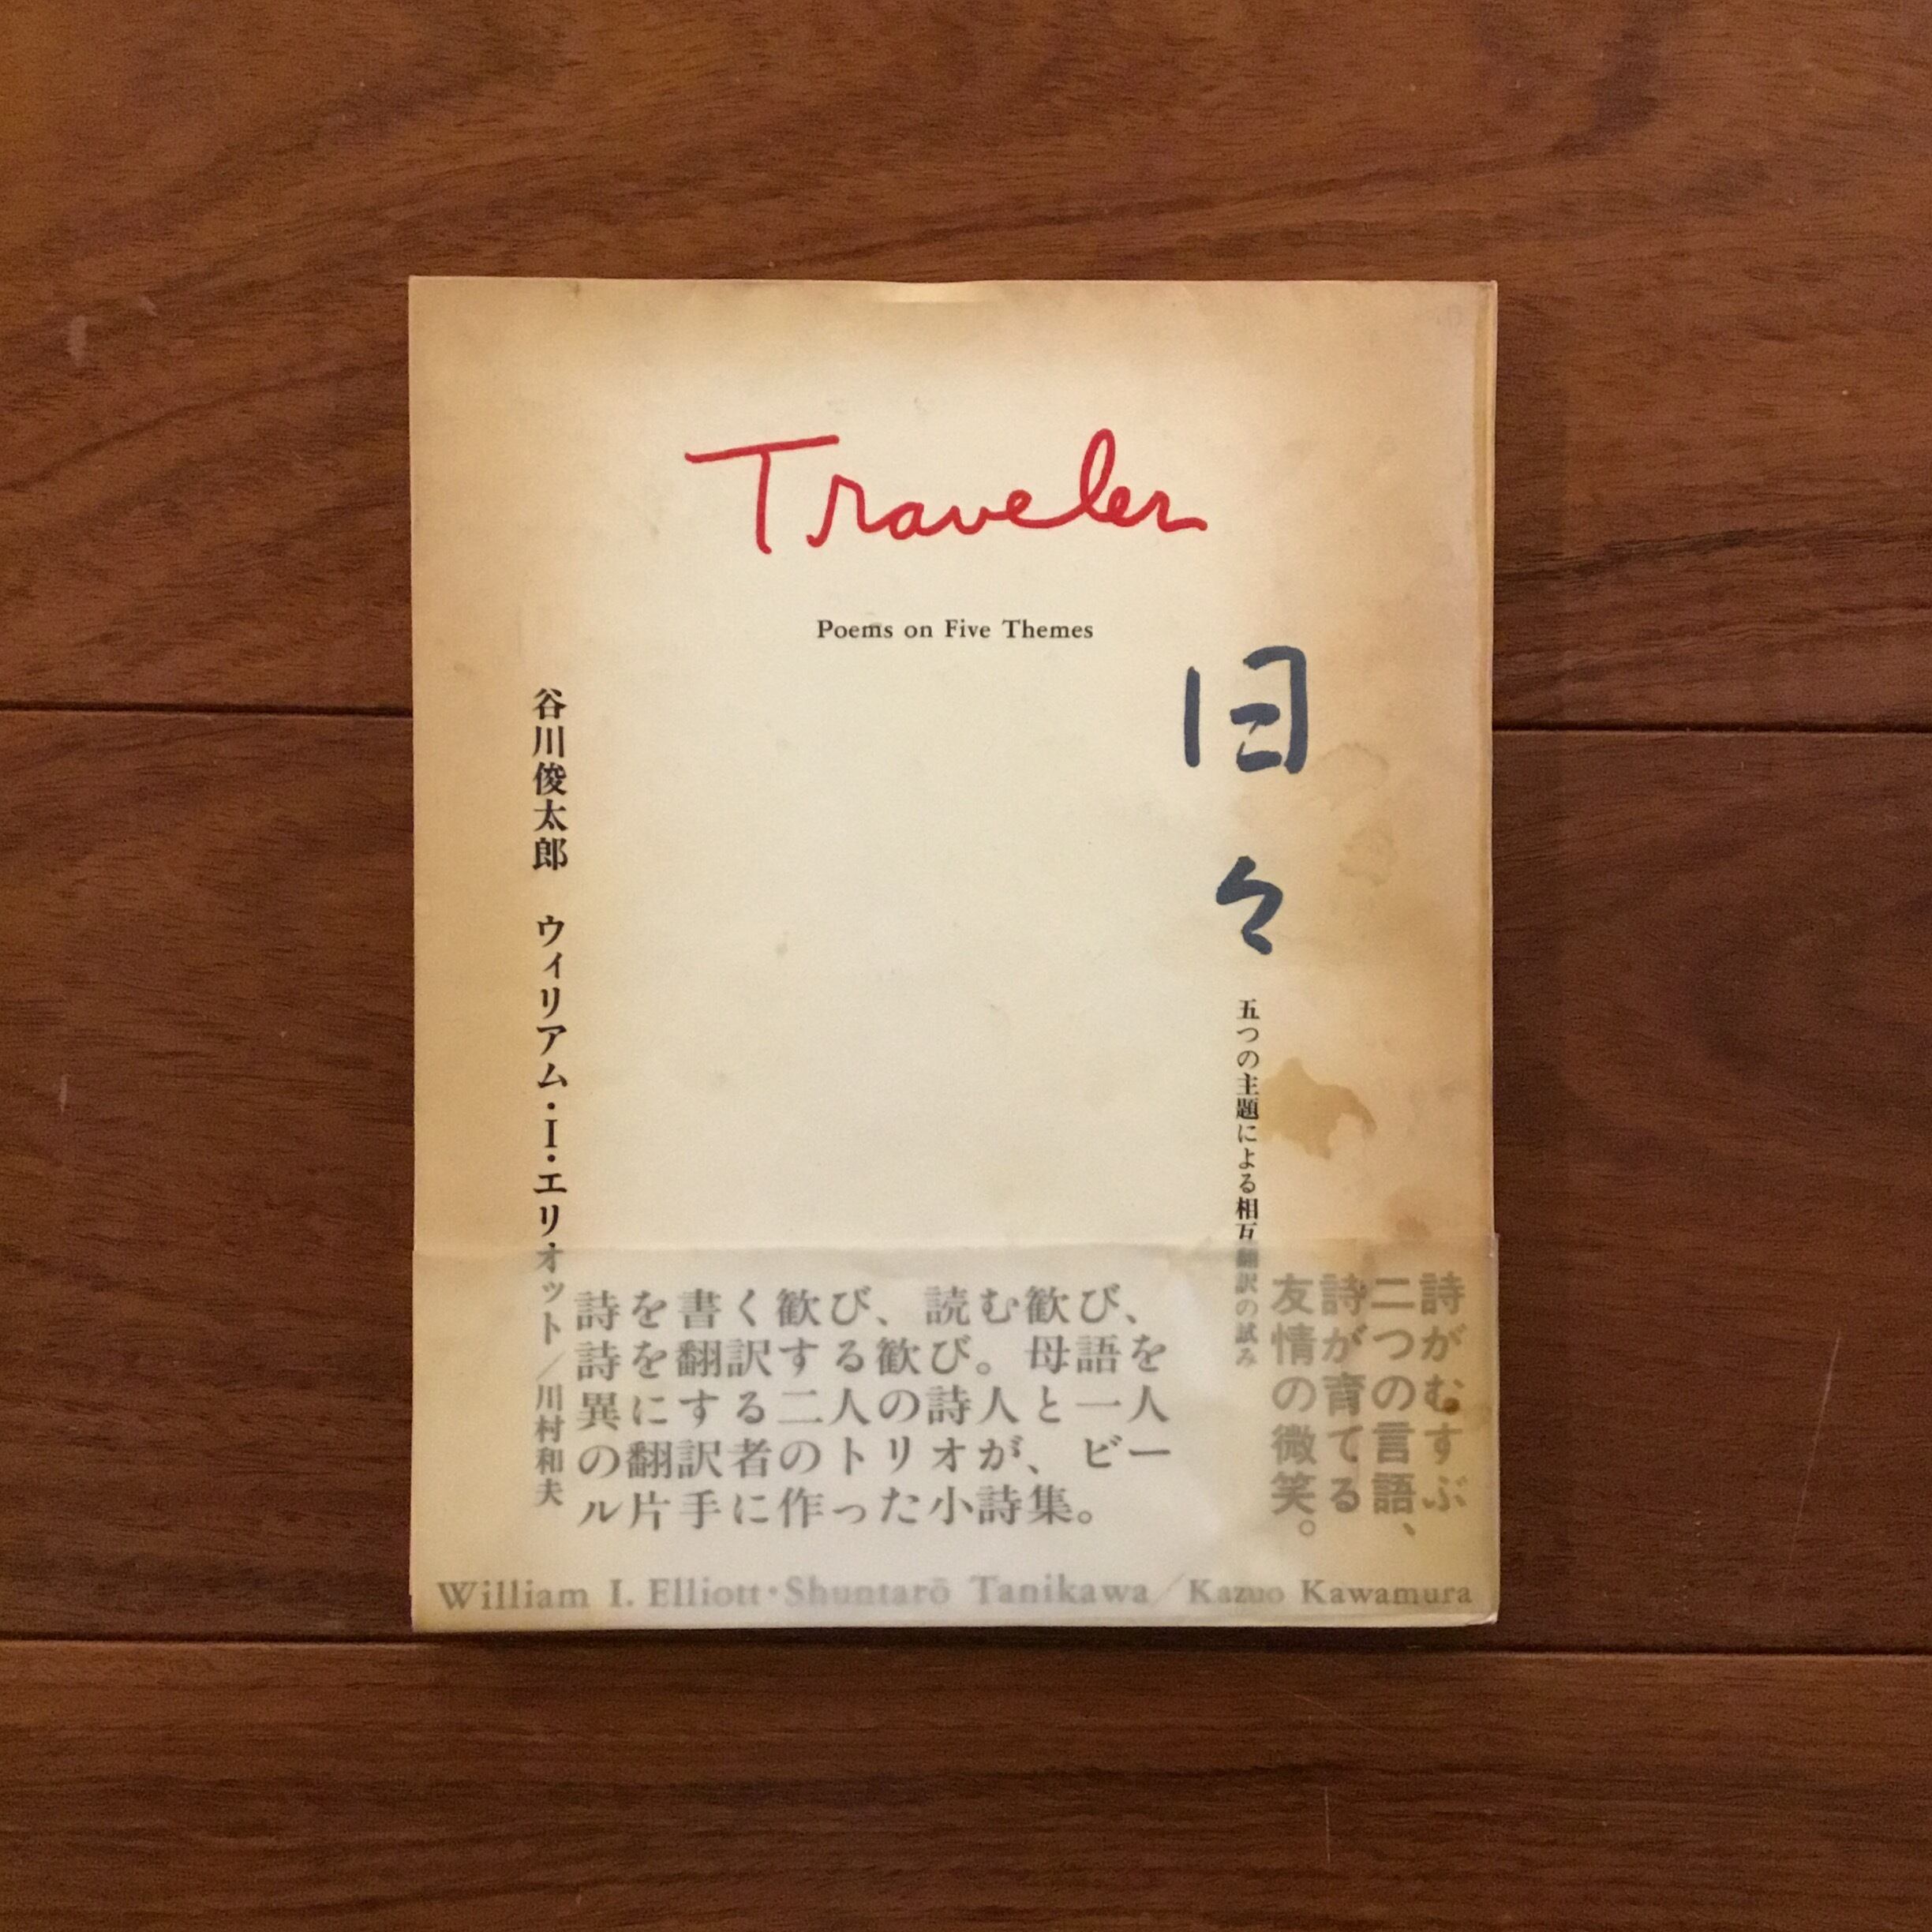 Traveler
Poems on Five Themes
日々
五つの主題による相互翻訳の試み
谷川俊太郎　ウィリアム・I・エリオット／川村和夫
詩がむすぶ
二つの言語、
詩が育てる
友情の微笑。
詩を書く歓び、読む歓び、
詩を翻訳する歓び。母語を
異にする二人の詩人と一人
の翻訳者のトリオが、ビー
ル片手に作った小詩集。
William I. Elliott・Shuntarō Tanikawa／Kazuo Kawamura